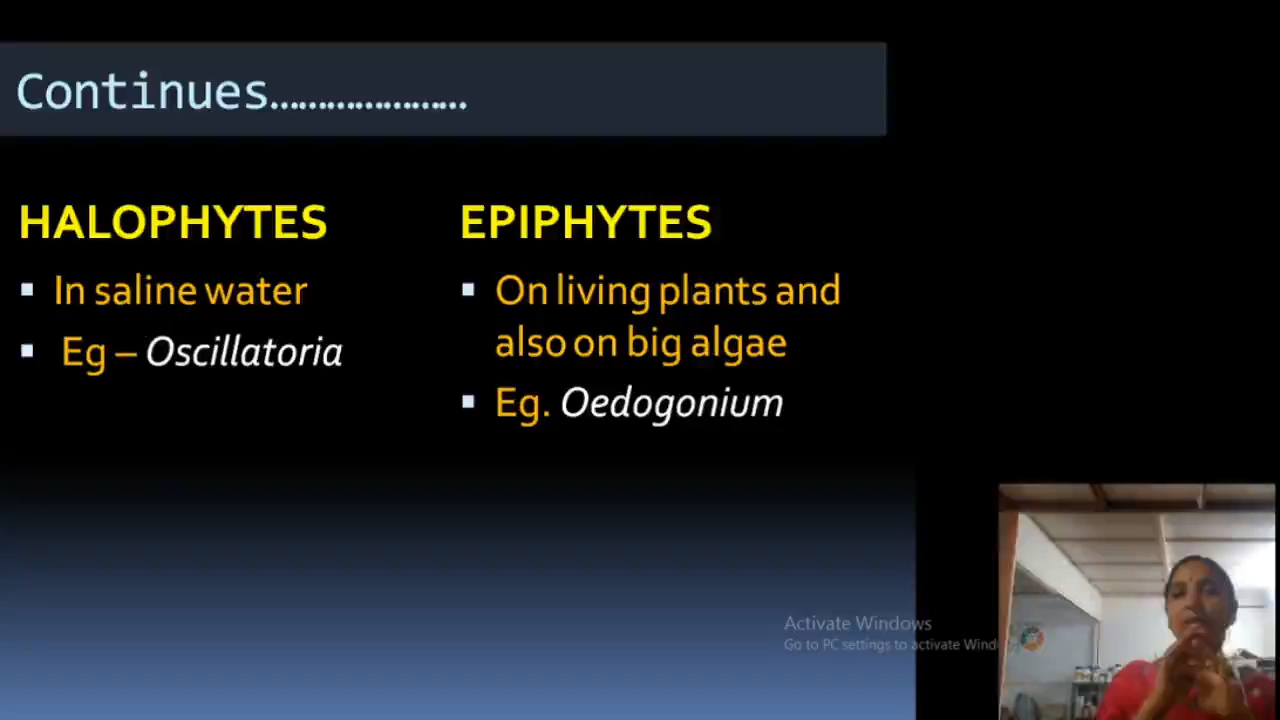 Continues.....................
HALOPHYTES
In saline water
Eg – Oscillatoria
EPIPHYTES
On living plants and
also on big algae
Eg. Oedogonium
Activate Windows
Go to PC settings to activate